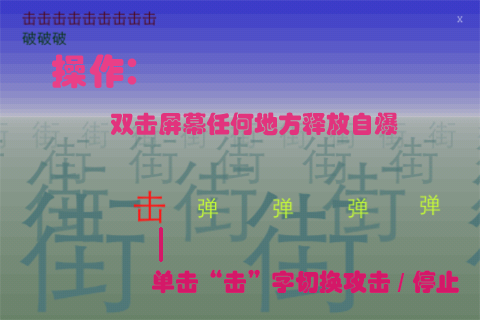 击击击击击击击击击 x
破破破
操作:
双击屏幕任何地方释放自爆
街 街 街 街 街 街 街
街 街 街 街
街 街 街
击 弹 弹 弹 弹
单击“击”字切换攻击 / 停止